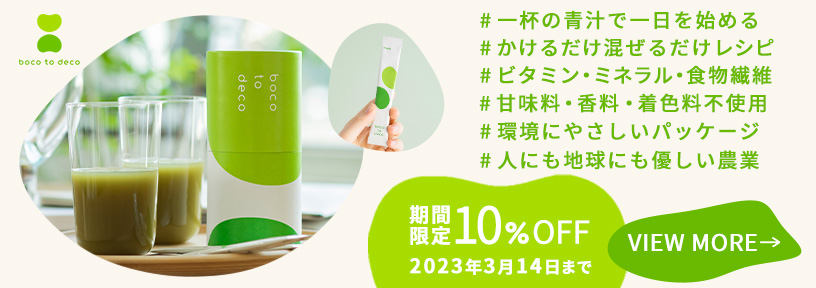 boco to deco
boco
to
deco
#一杯の青汁で一日を始める
#かけるだけ混ぜるだけレシピ
#ビタミン・ミネラル・食物繊維
#甘味料・香料・着色料不使用
#環境にやさしいパッケージ
#人にも地球にも優しい農業
期間
限定
10%OFF
2023年3月14日まで
VIEW MORE→